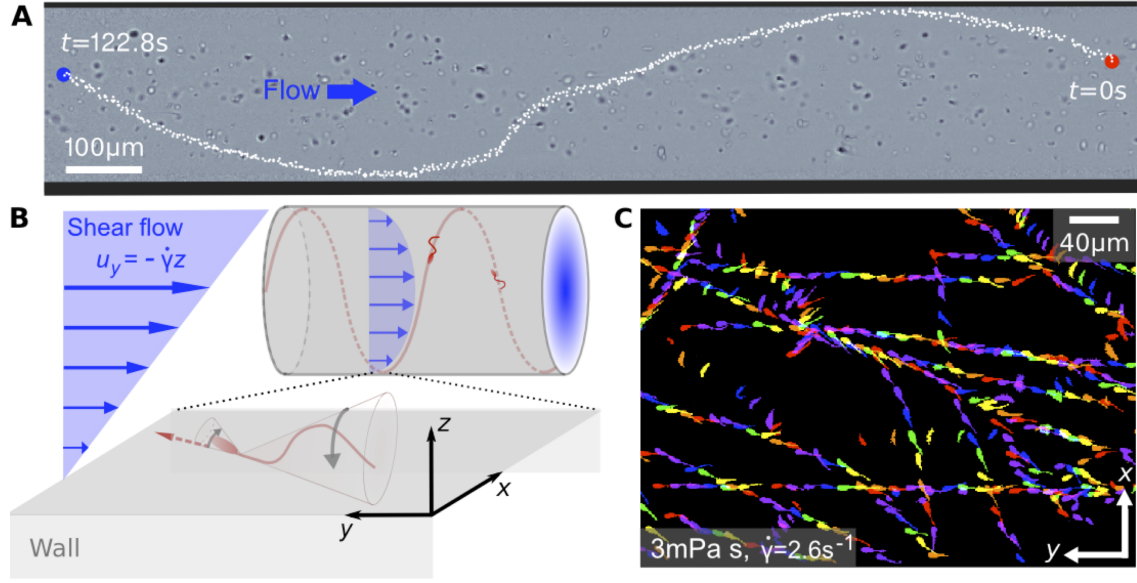 A
t=122.8s
Flow
t=0s
100μm
B
Shear flow
u_y = - γ̇z
z
x
y
Wall
C
40μm
x
y
3mPa s, γ̇=2.6s⁻¹